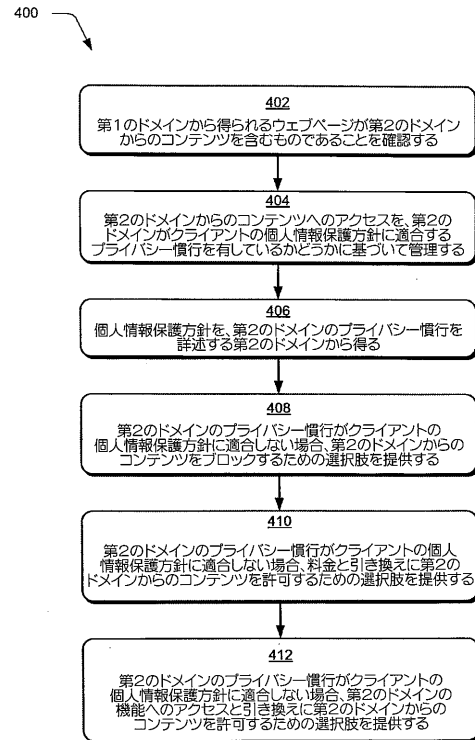 400
402
第1のドメインから得られるウェブページが第2のドメイン
からのコンテンツを含むものであることを確認する
404
第2のドメインからのコンテンツへのアクセスを、第2の
ドメインがクライアントの個人情報保護方針に適合する
プライバシー慣行を有しているかどうかに基づいて管理する
406
個人情報保護方針を、第2のドメインのプライバシー慣行を
詳述する第2のドメインから得る
408
第2のドメインのプライバシー慣行がクライアントの
個人情報保護方針に適合しない場合、第2のドメインからの
コンテンツをブロックするための選択肢を提供する
410
第2のドメインのプライバシー慣行がクライアントの個人
情報保護方針に適合しない場合、料金と引き換えに第2の
ドメインからのコンテンツを許可するための選択肢を提供する
412
第2のドメインのプライバシー慣行がクライアントの
個人情報保護方針に適合しない場合、第2のドメインの
機能へのアクセスと引き換えに第2のドメインからの
コンテンツを許可するための選択肢を提供する